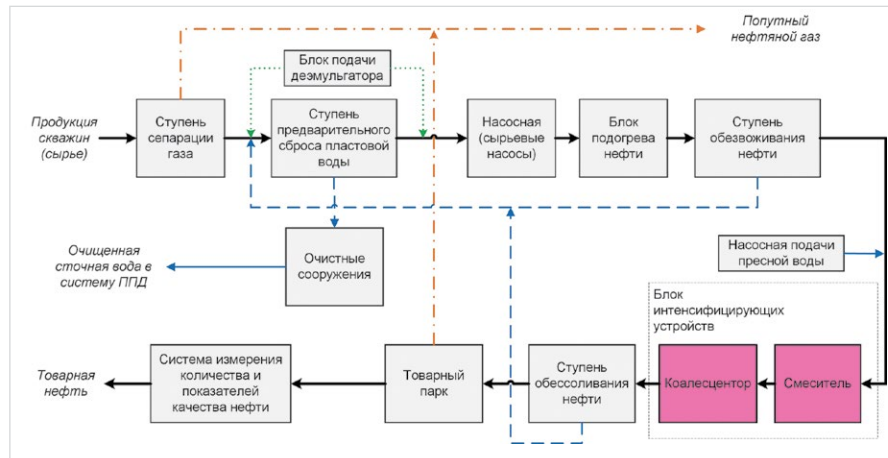 Попутный
нефтяной газ
Блок подачи
деэмульгатора
Продукция
скважин
(сырье)
Ступень
сепарации
газа
Ступень
предварительного
сброса пластовой
воды
Насосная
(сырьевые
насосы)
Блок
подогрева
нефти
Ступень
обезвоживания
нефти
Очищенная
сточная вода в
систему ППД
Очистные
сооружения
Насосная подачи
пресной воды
Блок
интенсифицирующих
устройств
Товарная
нефть
Система измерения
количества и
показателей
качества нефти
Товарный
парк
Ступень
обессоливания
нефти
Коалесцентор
Смеситель